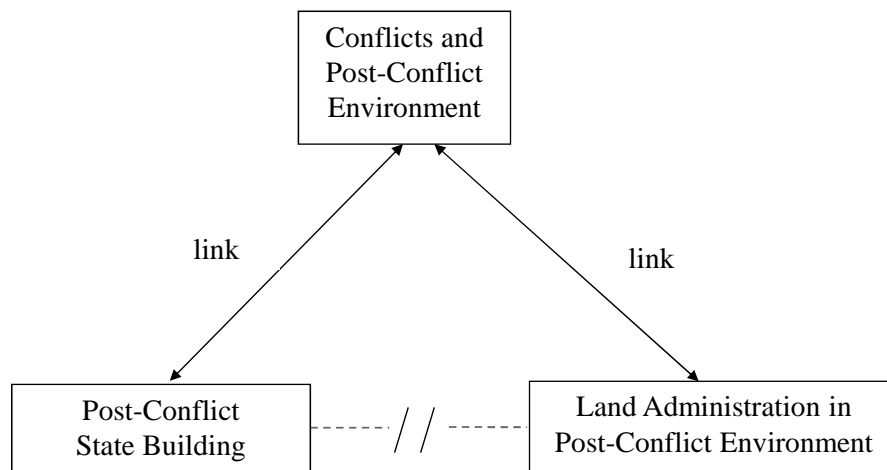 Conflicts and
Post-Conflict
Environment
link
link
Post-Conflict
State Building
Land Administration in
Post-Conflict Environment